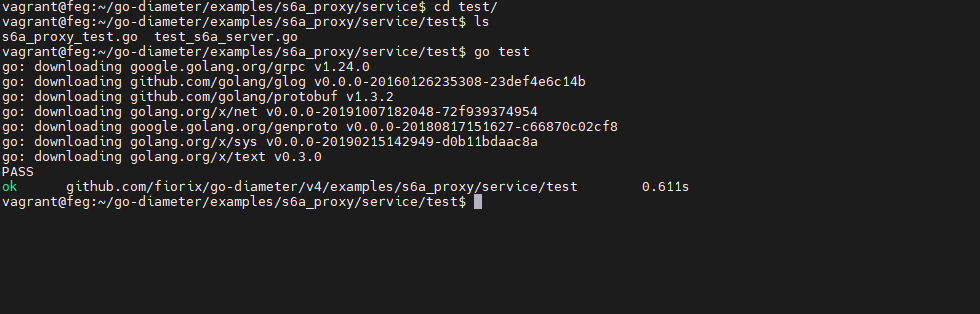 vagrant@feg:~/go-diameter/examples/s6a_proxy/service$ cd test/
vagrant@feg:~/go-diameter/examples/s6a_proxy/service/test$ ls
s6a_proxy_test.go  test_s6a_server.go
vagrant@feg:~/go-diameter/examples/s6a_proxy/service/test$ go test
go: downloading google.golang.org/grpc v1.24.0
go: downloading github.com/golang/glog v0.0.0-20160126235308-23def4e6c14b
go: downloading github.com/golang/protobuf v1.3.2
go: downloading golang.org/x/net v0.0.0-20191007182048-72f939374954
go: downloading google.golang.org/genproto v0.0.0-20180817151627-c66870c02cf8
go: downloading golang.org/x/sys v0.0.0-20190215142949-d0b11bdaac8a
go: downloading golang.org/x/text v0.3.0
PASS
ok      github.com/fiorix/go-diameter/v4/examples/s6a_proxy/service/test        0.611s
vagrant@feg:~/go-diameter/examples/s6a_proxy/service/test$